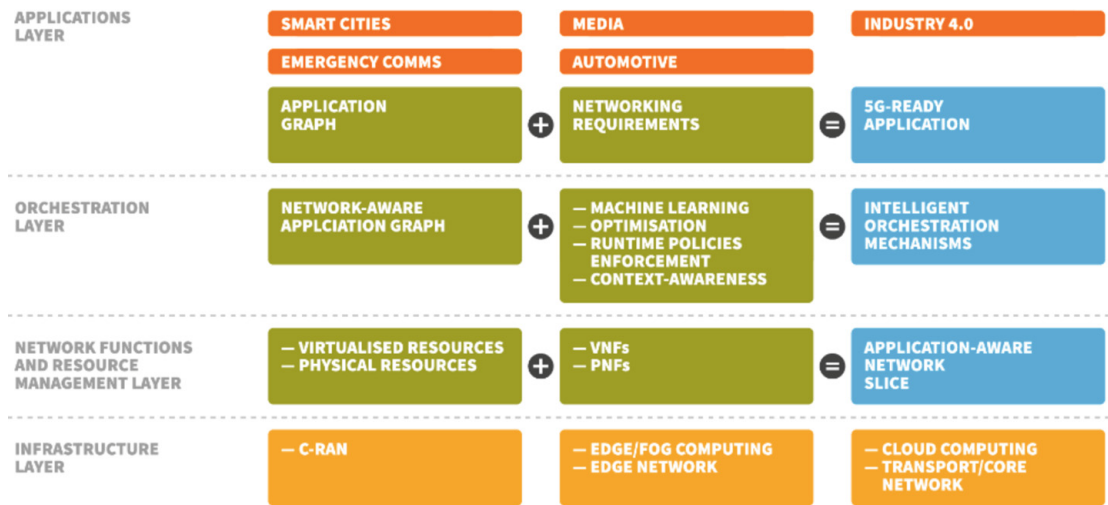 APPLICATIONS
LAYER
SMART CITIES
MEDIA
INDUSTRY 4.0
EMERGENCY COMMS
AUTOMOTIVE
APPLICATION
GRAPH
+
NETWORKING
REQUIREMENTS
=
5G-READY
APPLICATION
ORCHESTRATION
LAYER
NETWORK-AWARE
APPLCIATION GRAPH
+
— MACHINE LEARNING
— OPTIMISATION
— RUNTIME POLICIES
ENFORCEMENT
— CONTEXT-AWARENESS
=
INTELLIGENT
ORCHESTRATION
MECHANISMS
NETWORK FUNCTIONS
AND RESOURCE
MANAGEMENT LAYER
— VIRTUALISED RESOURCES
— PHYSICAL RESOURCES
+
— VNFs
— PNFs
=
APPLICATION-AWARE
NETWORK
SLICE
INFRASTRUCTURE
LAYER
— C-RAN
— EDGE/FOG COMPUTING
— EDGE NETWORK
— CLOUD COMPUTING
— TRANSPORT/CORE
NETWORK